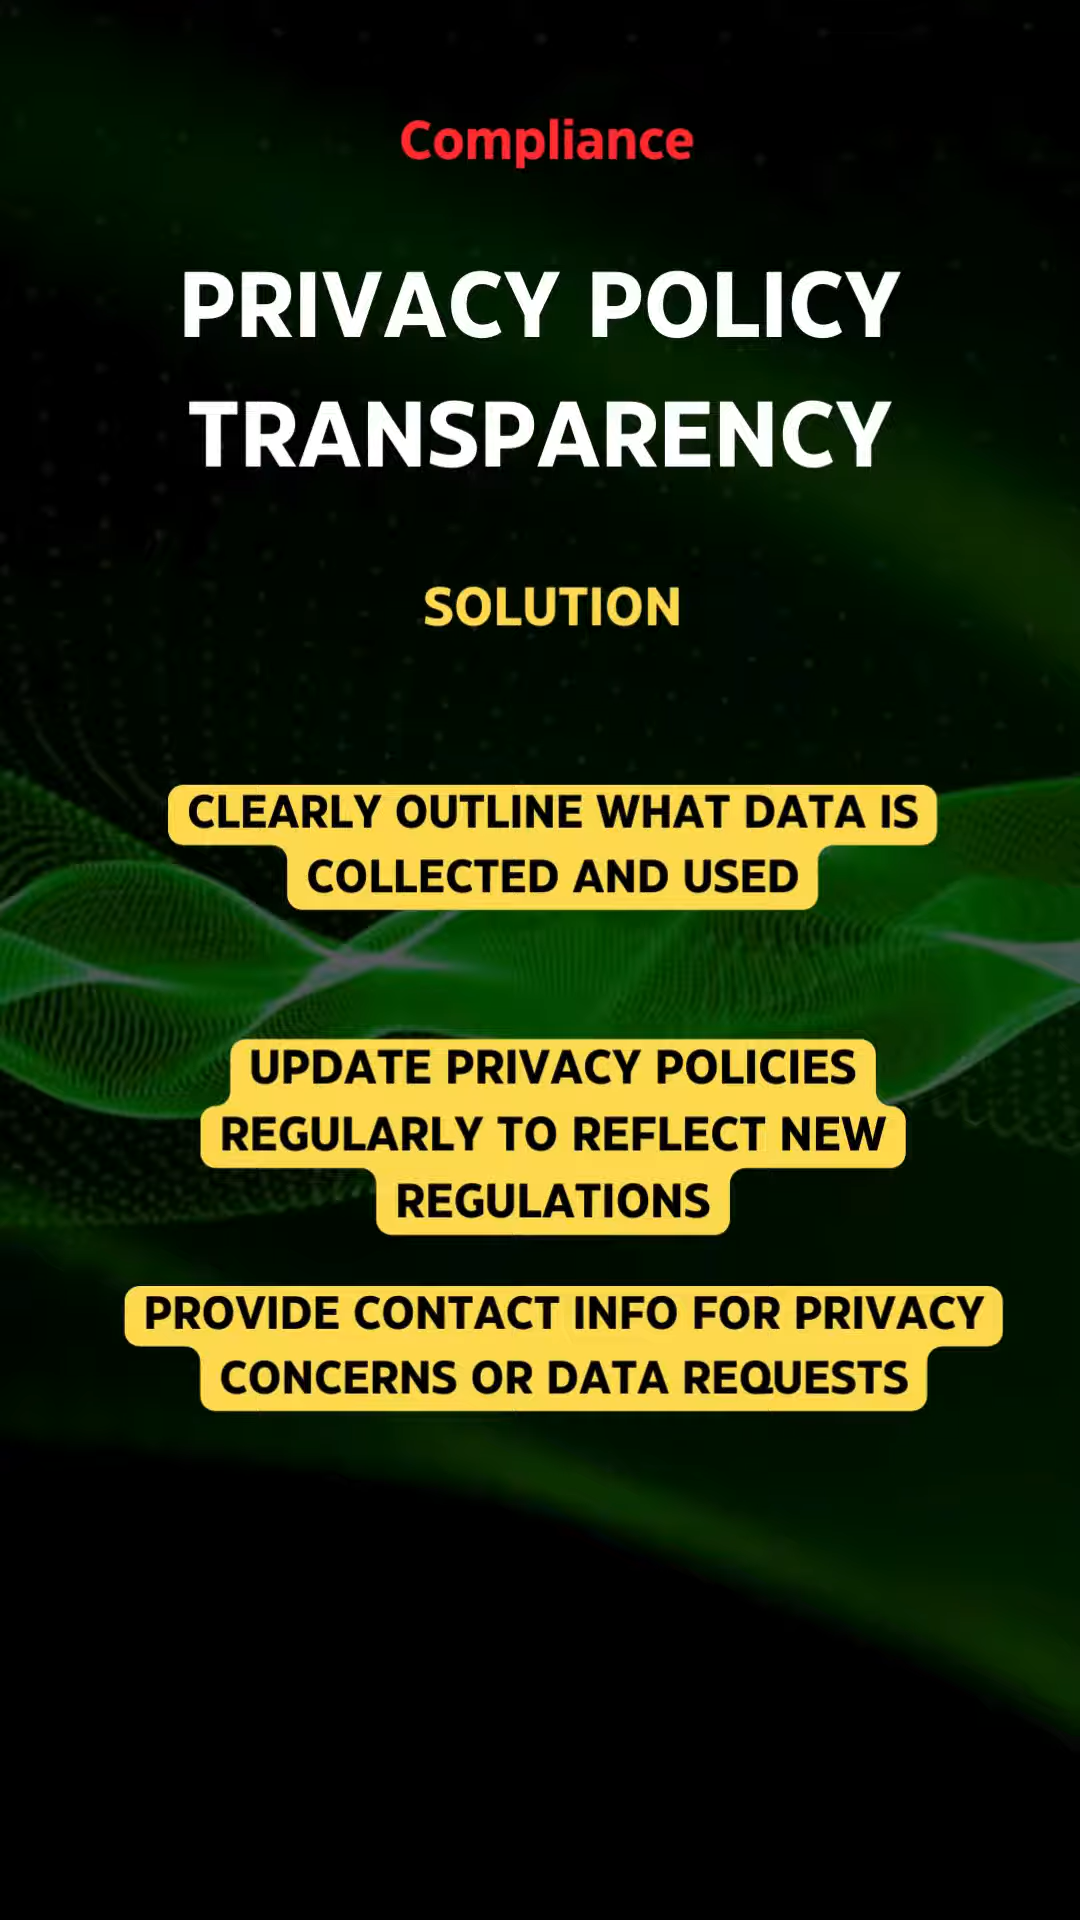 Compliance
PRIVACY POLICY
TRANSPARENCY
SOLUTION
CLEARLY OUTLINE WHAT DATA IS
COLLECTED AND USED
UPDATE PRIVACY POLICIES
REGULARLY TO REFLECT NEW
REGULATIONS
PROVIDE CONTACT INFO FOR PRIVACY
CONCERNS OR DATA REQUESTS